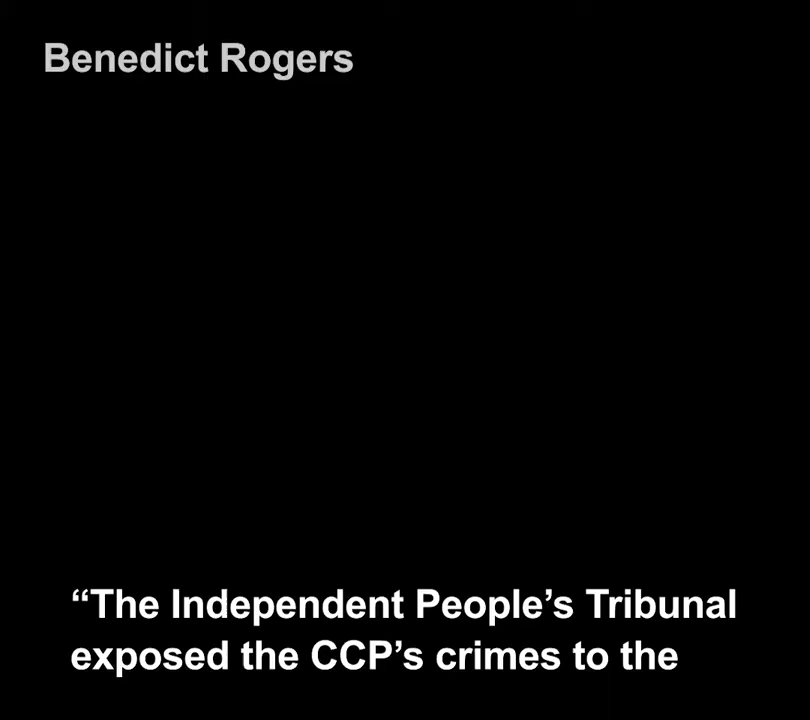 Benedict Rogers
“The Independent People’s Tribunal
exposed the CCP’s crimes to the